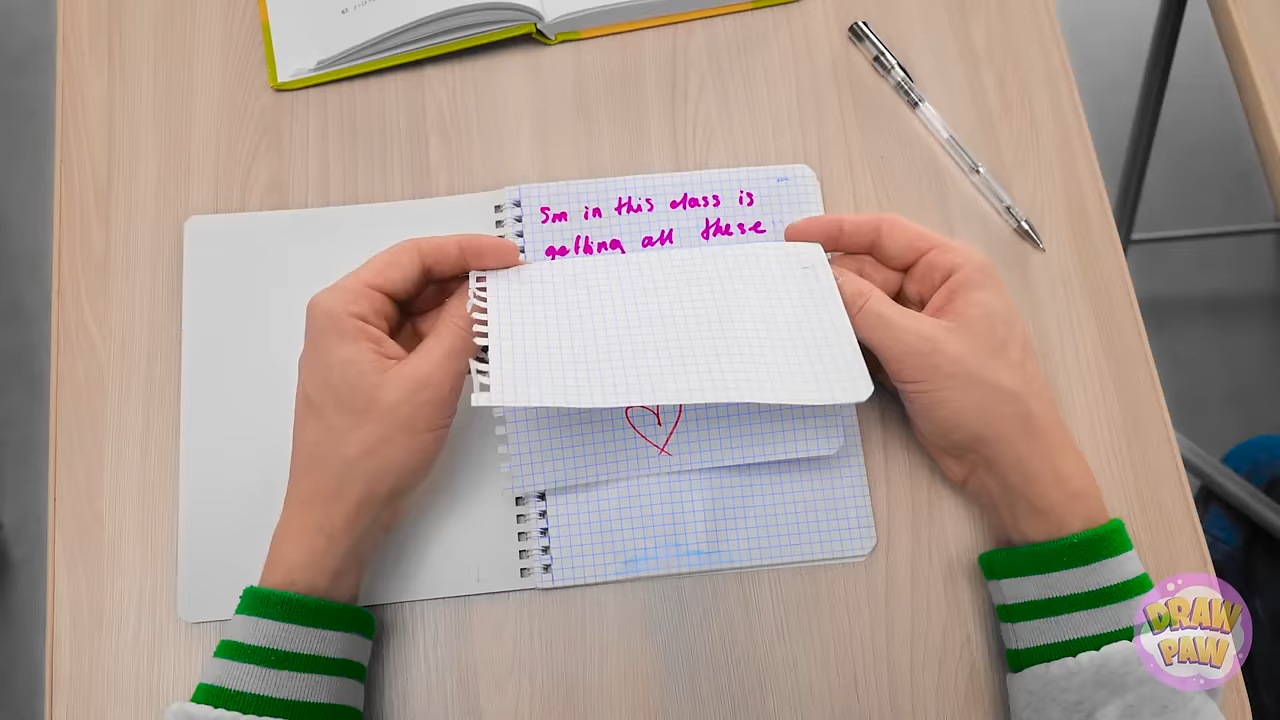 Sm in this class is
getting all these
DRAW
PAW